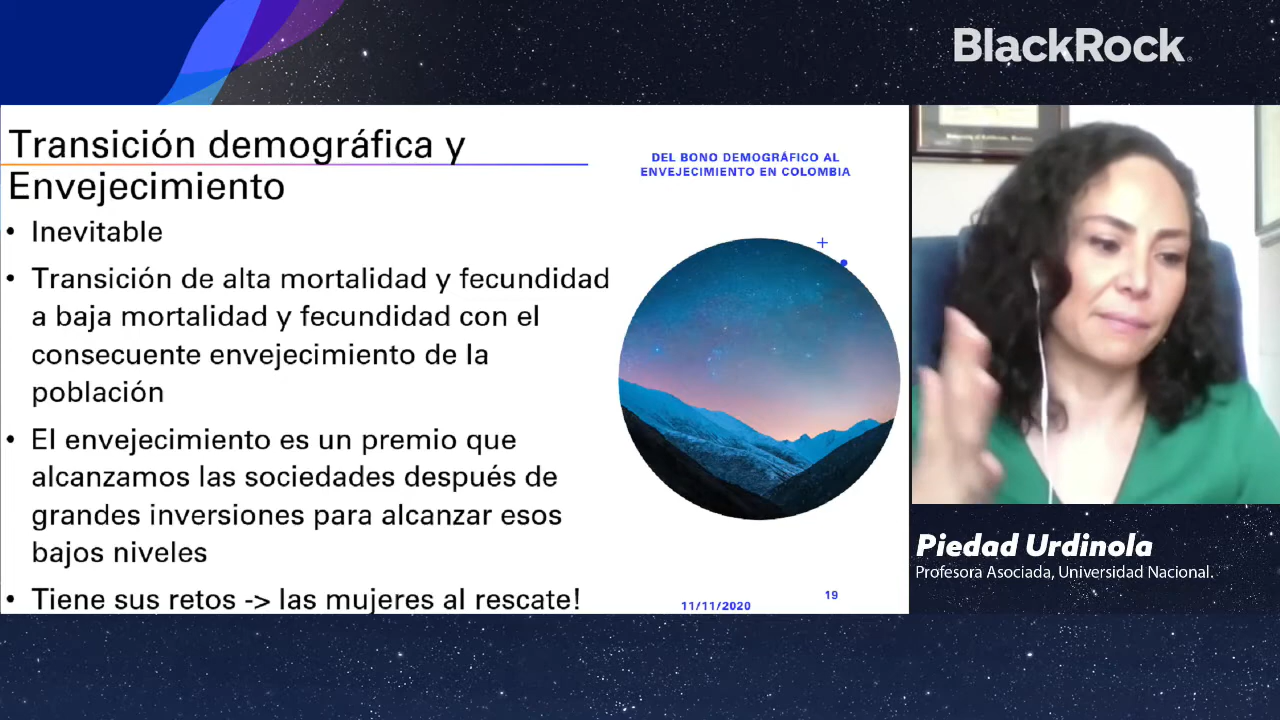 BlackRock
Transición demográfica y
Envejecimiento
• Inevitable
• Transición de alta mortalidad y fecundidad
a baja mortalidad y fecundidad con el
consecuente envejecimiento de la
población
• El envejecimiento es un premio que
alcanzamos las sociedades después de
grandes inversiones para alcanzar esos
bajos niveles
• Tiene sus retos -> las mujeres al rescate!
DEL BONO DEMOGRÁFICO AL
ENVEJECIMIENTO EN COLOMBIA
11/11/2020
19
Piedad Urdinola
Profesora Asociada, Universidad Nacional.